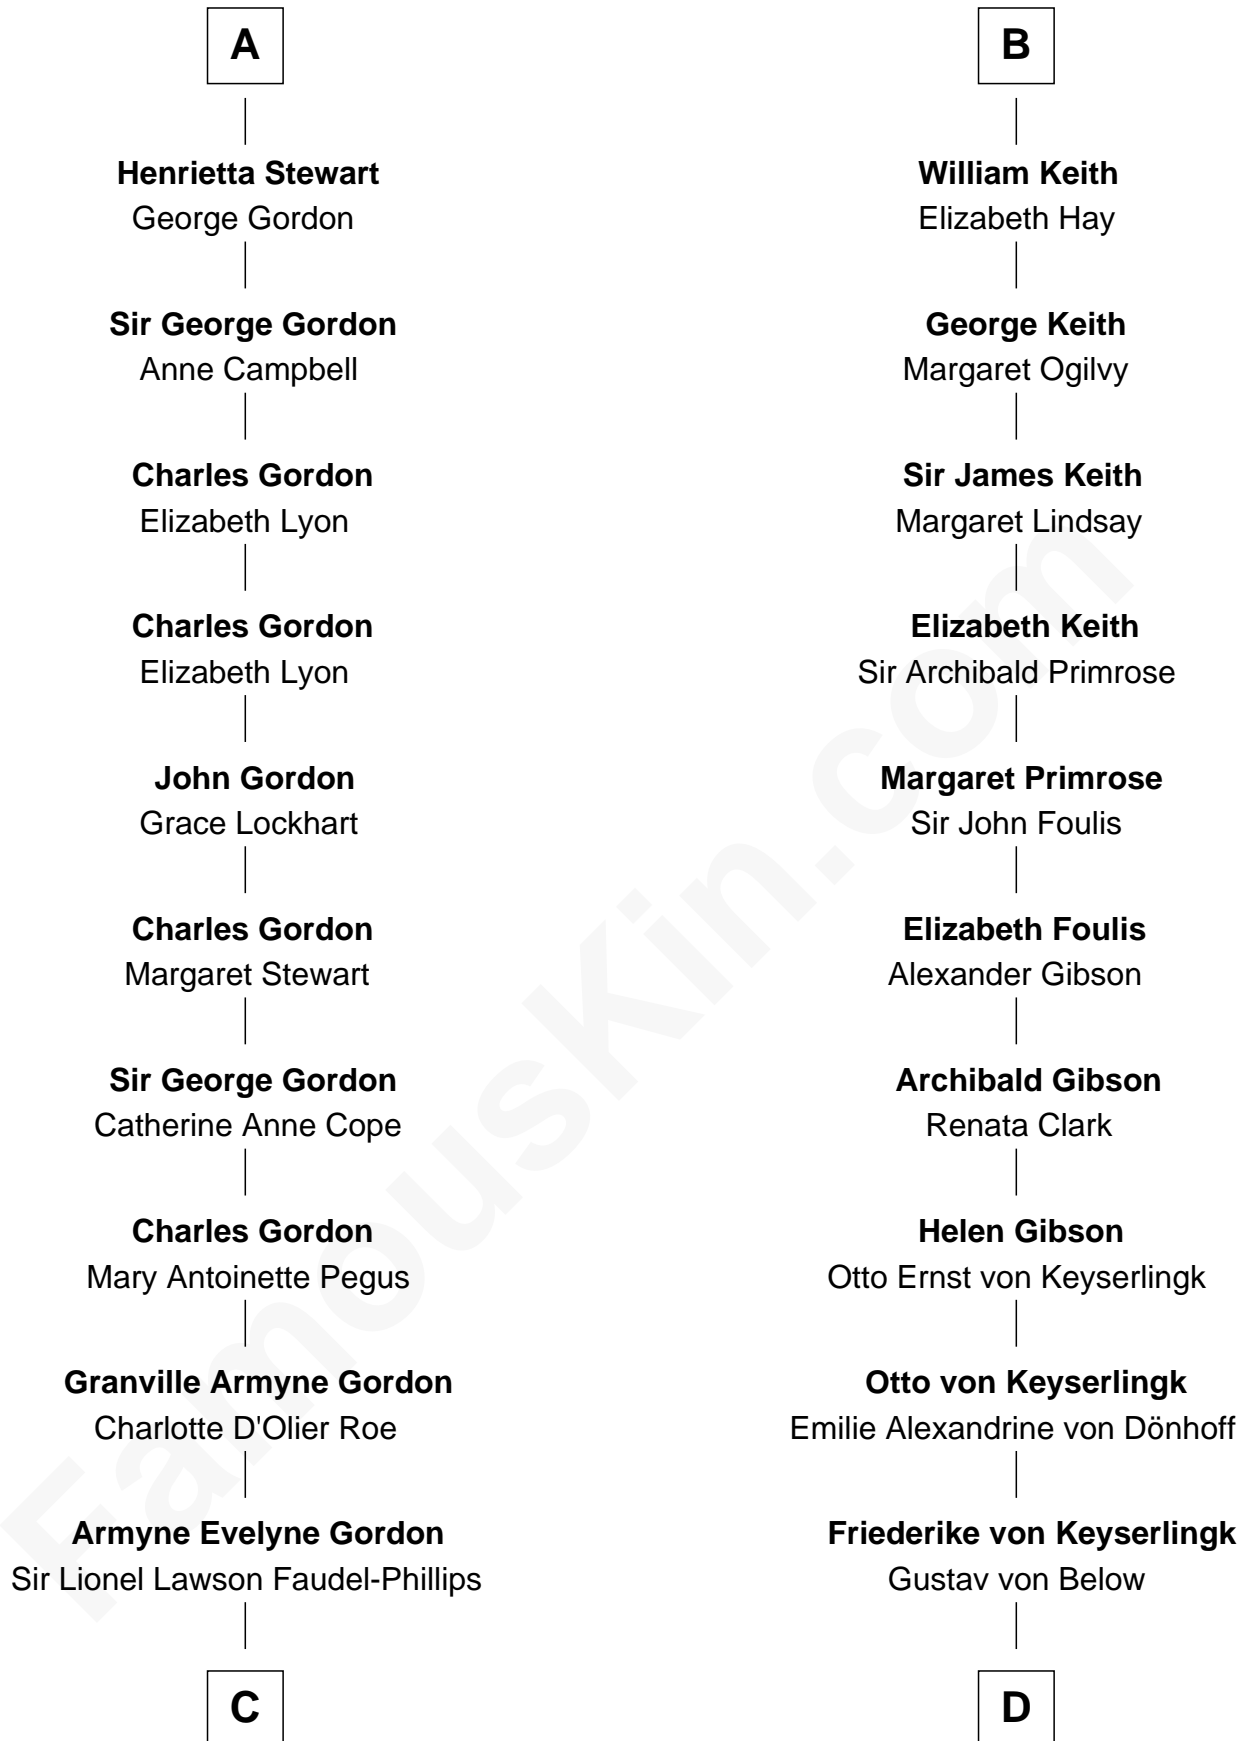 A
Henrietta Stewart
George Gordon
Sir George Gordon
Anne Campbell
Charles Gordon
Elizabeth Lyon
Charles Gordon
Elizabeth Lyon
John Gordon
Grace Lockhart
Charles Gordon
Margaret Stewart
Sir George Gordon
Catherine Anne Cope
Charles Gordon
Mary Antoinette Pegus
Granville Armyne Gordon
Charlotte D'Olier Roe
Armyne Evelyne Gordon
Sir Lionel Lawson Faudel-Phillips
C
B
William Keith
Elizabeth Hay
George Keith
Margaret Ogilvy
Sir James Keith
Margaret Lindsay
Elizabeth Keith
Sir Archibald Primrose
Margaret Primrose
Sir John Foulis
Elizabeth Foulis
Alexander Gibson
Archibald Gibson
Renata Clark
Helen Gibson
Otto Ernst von Keyserlingk
Otto von Keyserlingk
Emilie Alexandrine von Dönhoff
Friederike von Keyserlingk
Gustav von Below
D
FamousKin.com